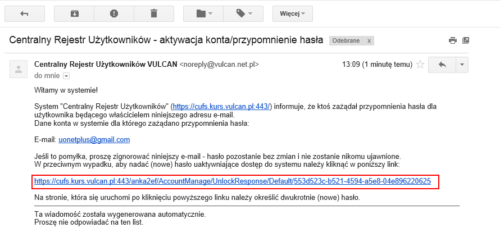 Więcej
Centralny Rejestr Użytkowników - aktywacja konta/przypomnienie hasła Odebrane x
Centralny Rejestr Użytkowników VULCAN <noreply@vulcan.net.pl> 13:09 (1 minutę temu)
do mnie
Witamy w systemie!
System "Centralny Rejestr Użytkowników" (https://cufs.kurs.vulcan.pl:443/) informuje, że ktoś zażądał przypomnienia hasła dla
użytkownika będącego właścicielem niniejszego adresu e-mail.
Dane konta w systemie dla którego zażądano przypomnienia hasła:
E-mail: uonetplus@gmail.com
Jeśli to pomyłka, proszę zignorować niniejszy e-mail - hasło pozostanie bez zmian i nie zostanie nikomu ujawnione.
W przeciwnym wypadku, aby nadać (nowe) hasło uaktywniające dostęp do systemu należy kliknąć w poniższy link:
https://cufs.kurs.vulcan.pl:443/anka2ef/AccountManage/UnlockResponse/Default/553d523c-b521-4594-a5e8-04e896220625
Na stronie, która się uruchomi po kliknięciu powyższego linku należy określić dwukrotnie (nowe) hasło.
Ta wiadomość została wygenerowana automatycznie.
Proszę nie odpowiadać na ten list.